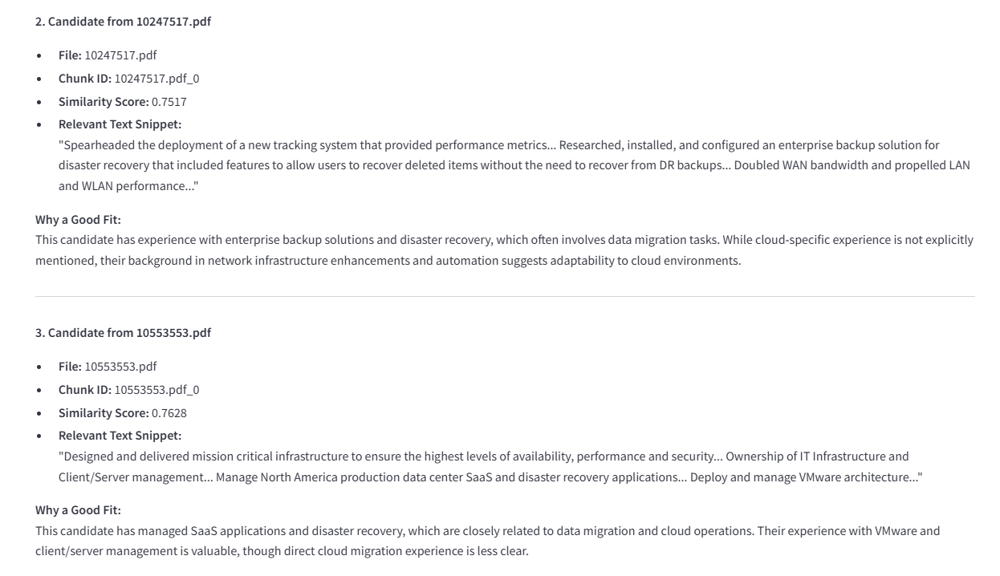 2. Candidate from 10247517.pdf
• File: 10247517.pdf
• Chunk ID: 10247517.pdf_0
• Similarity Score: 0.7517
• Relevant Text Snippet:
"Spearheaded the deployment of a new tracking system that provided performance metrics... Researched, installed, and configured an enterprise backup solution for
disaster recovery that included features to allow users to recover deleted items without the need to recover from DR backups... Doubled WAN bandwidth and propelled LAN
and WLAN performance..."
Why a Good Fit:
This candidate has experience with enterprise backup solutions and disaster recovery, which often involves data migration tasks. While cloud-specific experience is not explicitly
mentioned, their background in network infrastructure enhancements and automation suggests adaptability to cloud environments.
3. Candidate from 10553553.pdf
• File: 10553553.pdf
• Chunk ID: 10553553.pdf_0
• Similarity Score: 0.7628
• Relevant Text Snippet:
"Designed and delivered mission critical infrastructure to ensure the highest levels of availability, performance and security... Ownership of IT Infrastructure and
Client/Server management... Manage North America production data center SaaS and disaster recovery applications... Deploy and manage VMware architecture..."
Why a Good Fit:
This candidate has managed SaaS applications and disaster recovery, which are closely related to data migration and cloud operations. Their experience with VMware and
client/server management is valuable, though direct cloud migration experience is less clear.